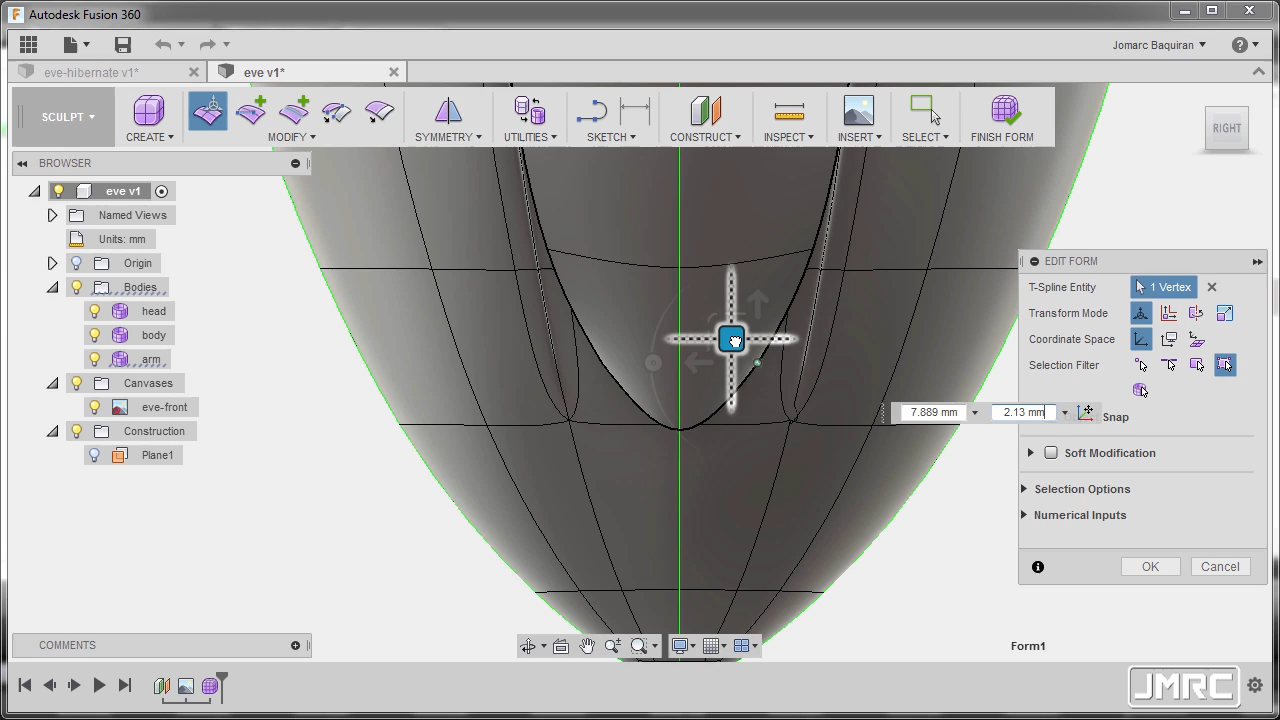 Autodesk Fusion 360
Jomarc Baquiran
eve-hibernate v1*
eve v1*
RIGHT
SCULPT
CREATE
MODIFY
SYMMETRY
UTILITIES
SKETCH
CONSTRUCT
INSPECT
INSERT
SELECT
FINISH FORM
BROWSER
eve v1
Named Views
Units: mm
Origin
Bodies
head
body
arm
Canvases
eve-front
Construction
Plane1
EDIT FORM
T-Spline Entity
1 Vertex
Transform Mode
Coordinate Space
Selection Filter
7.889 mm
2.13 mm
Snap
Soft Modification
Selection Options
Numerical Inputs
OK
Cancel
COMMENTS
Form1
JMRC